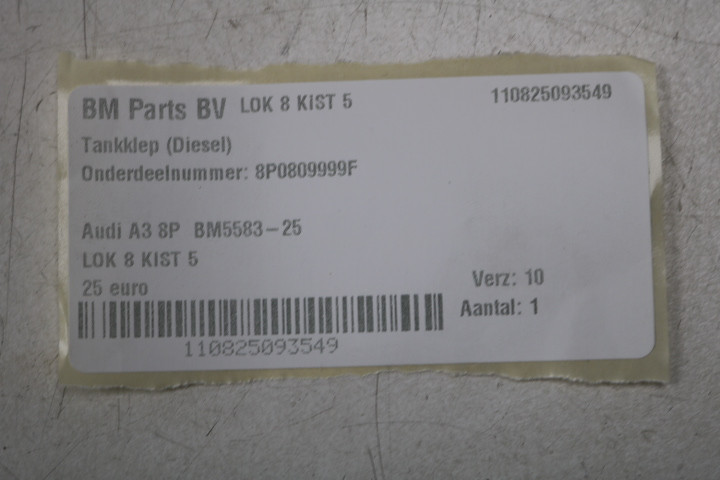 BM Parts BV LOK 8 KIST 5 110825093549
Tankklep (Diesel)
Onderdeelnummer: 8P0809999F
Audi A3 8P BM5583-25
LOK 8 KIST 5
25 euro Verz: 10
Aantal: 1
110825093549